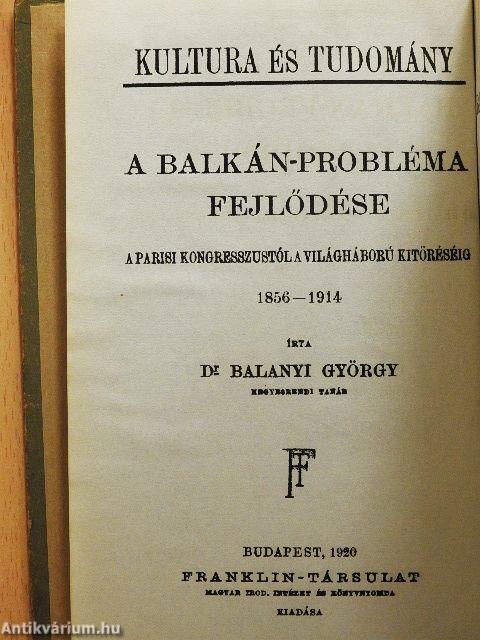 KULTURA ÉS TUDOMÁNY
A BALKÁN-PROBLÉMA
FEJLŐDÉSE
A PARISI KONGRESSZUSTÓL A VILÁGHÁBORÚ KITÖRÉSÉIG
1856—1914
ÍRTA
Dr BALANYI GYÖRGY
KEGYESRENDI TANÁR
FT
BUDAPEST, 1920
FRANKLIN-TÁRSULAT
MAGYAR IROD. INTÉZET ÉS KÖNYVNYOMDA
KIADÁSA
Antikvárium.hu